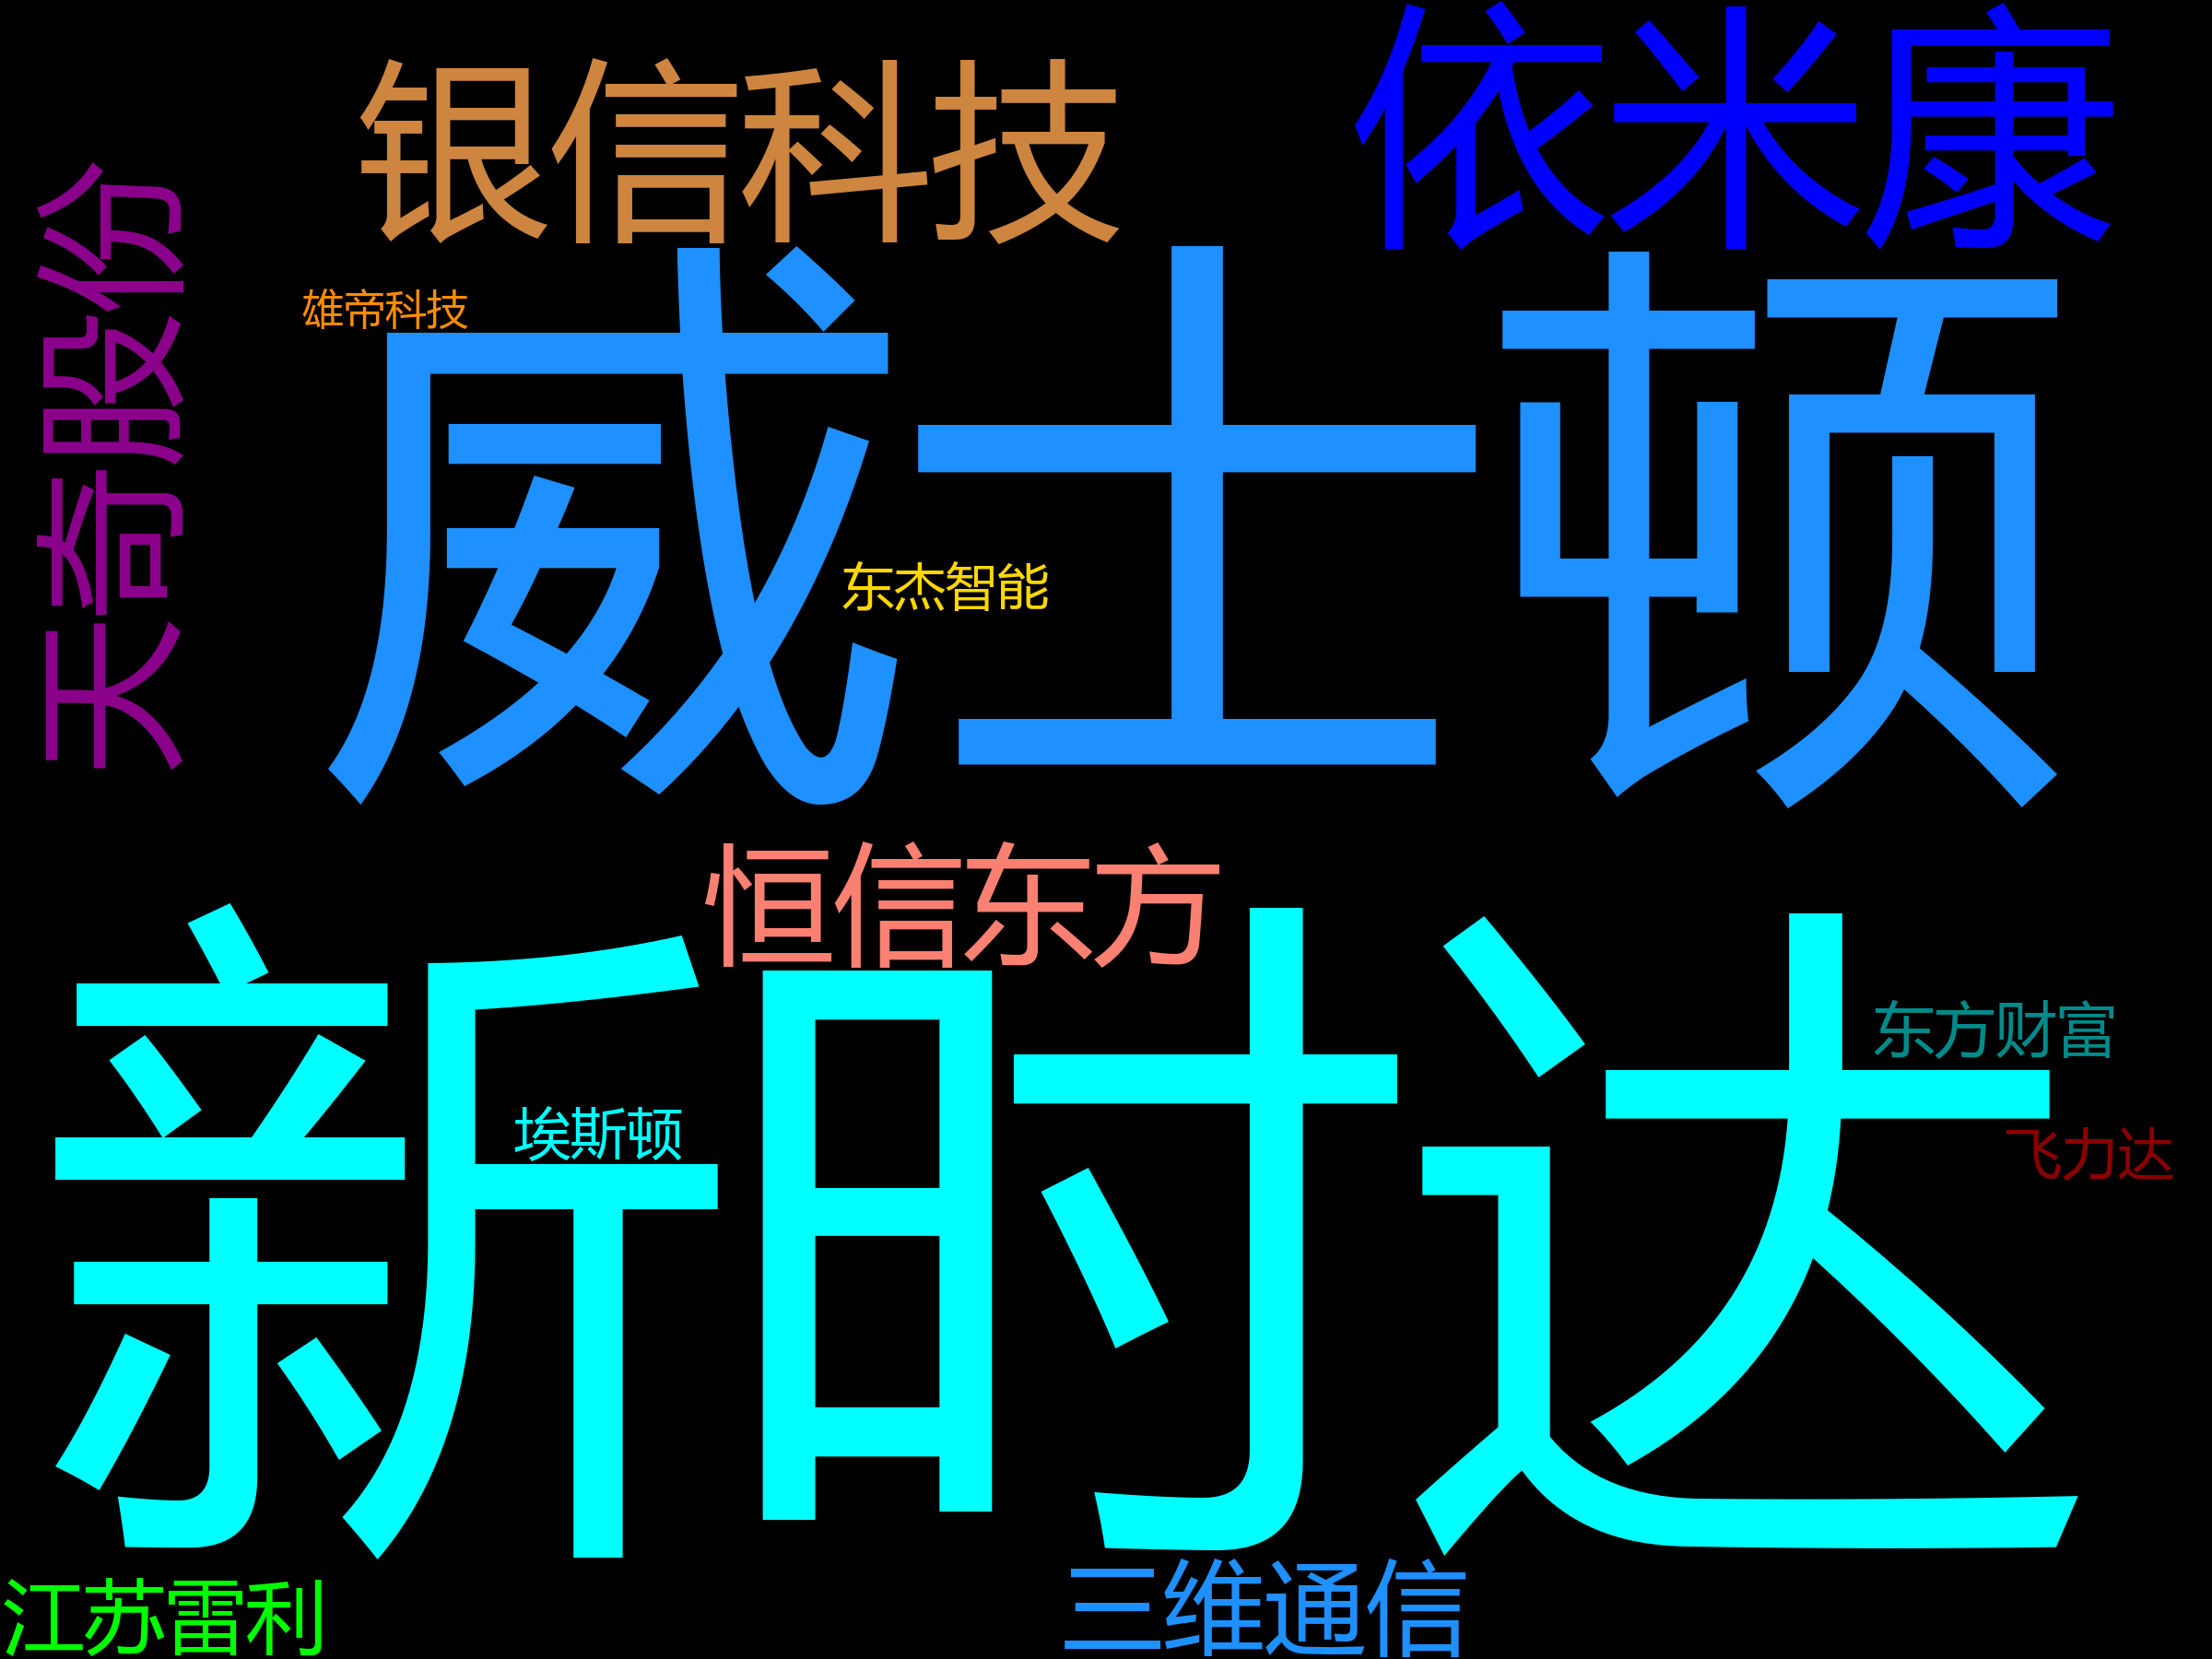 银信科技
依米康
天奇股份
雄帝科技
威士顿
东杰智能
恒信东方
新时达
东方财富
埃斯顿
飞力达
三维通信
江苏雷利